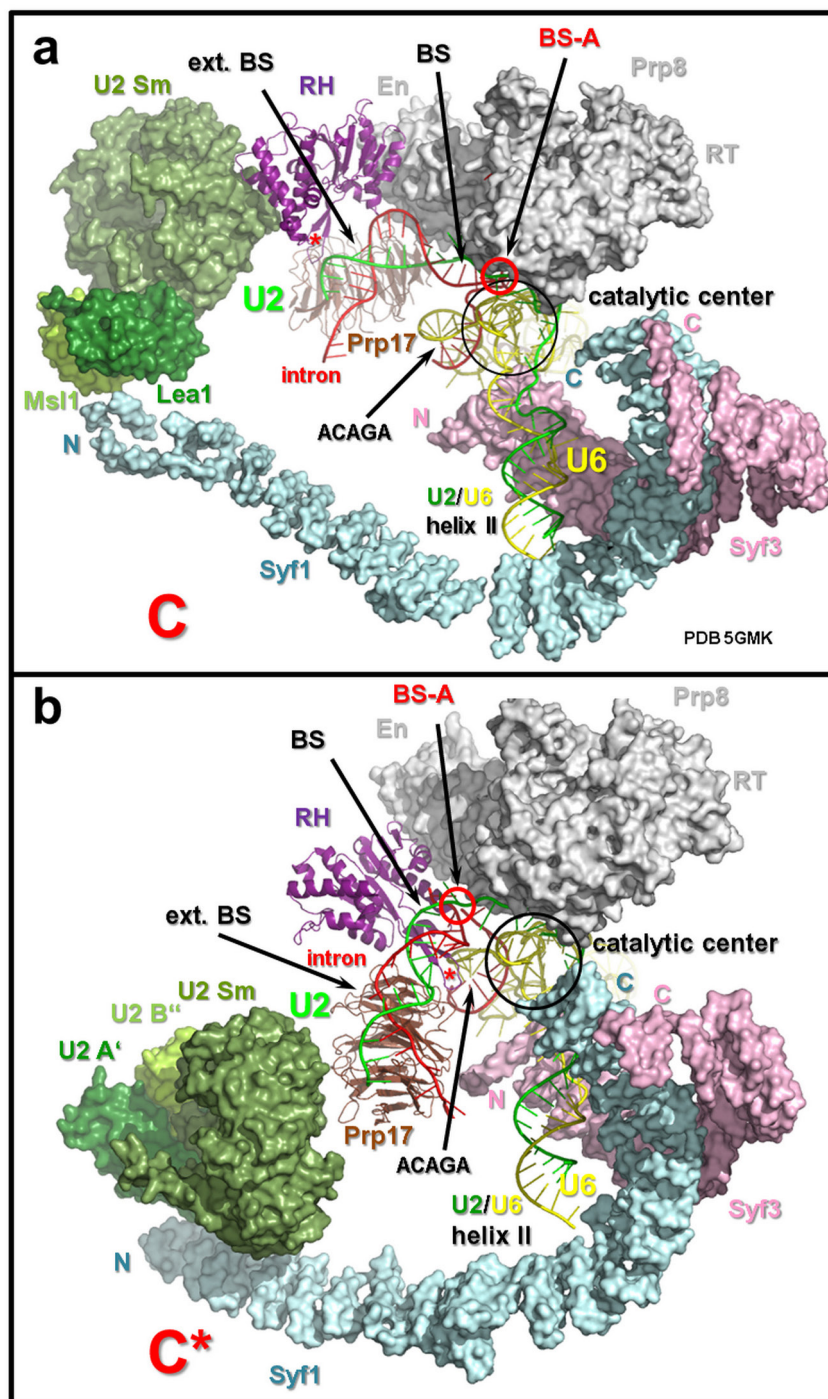 a
ext. BS
BS
BS-A
U2 Sm
RH
En
Prp8
RT
*
U2
catalytic center
Prp17
intron
C
C
Msl1
Lea1
ACAGA
N
N
U6
U2/U6
helix II
Syf3
Syf1
C
PDB 5GMK
b
BS-A
Prp8
En
BS
RT
RH
ext. BS
intron
catalytic center
*
U2 Sm
U2
C
C
U2 B“
U2 A‘
N
Prp17
ACAGA
U6
U2/U6
helix II
Syf3
N
C*
Syf1